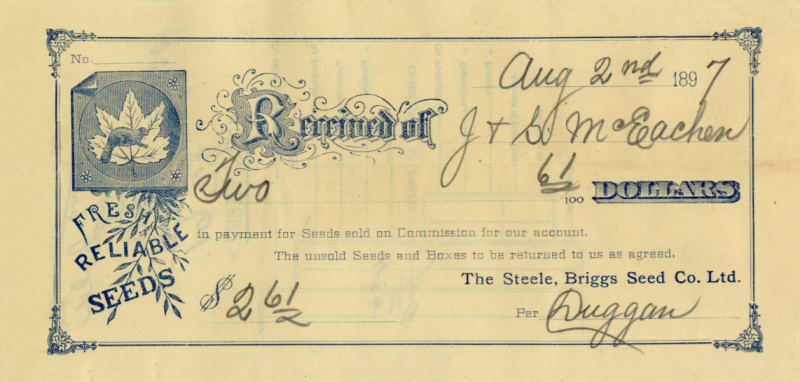 No.
Aug 2nd 1897
Received of J & G. McEachen
Two 61/100 DOLLARS
in payment for Seeds sold on Commission for our account.
The unsold Seeds and Boxes to be returned to us as agreed.
The Steele, Briggs Seed Co. Ltd.
$2 61
Per Duggan
FRESH
RELIABLE
SEEDS